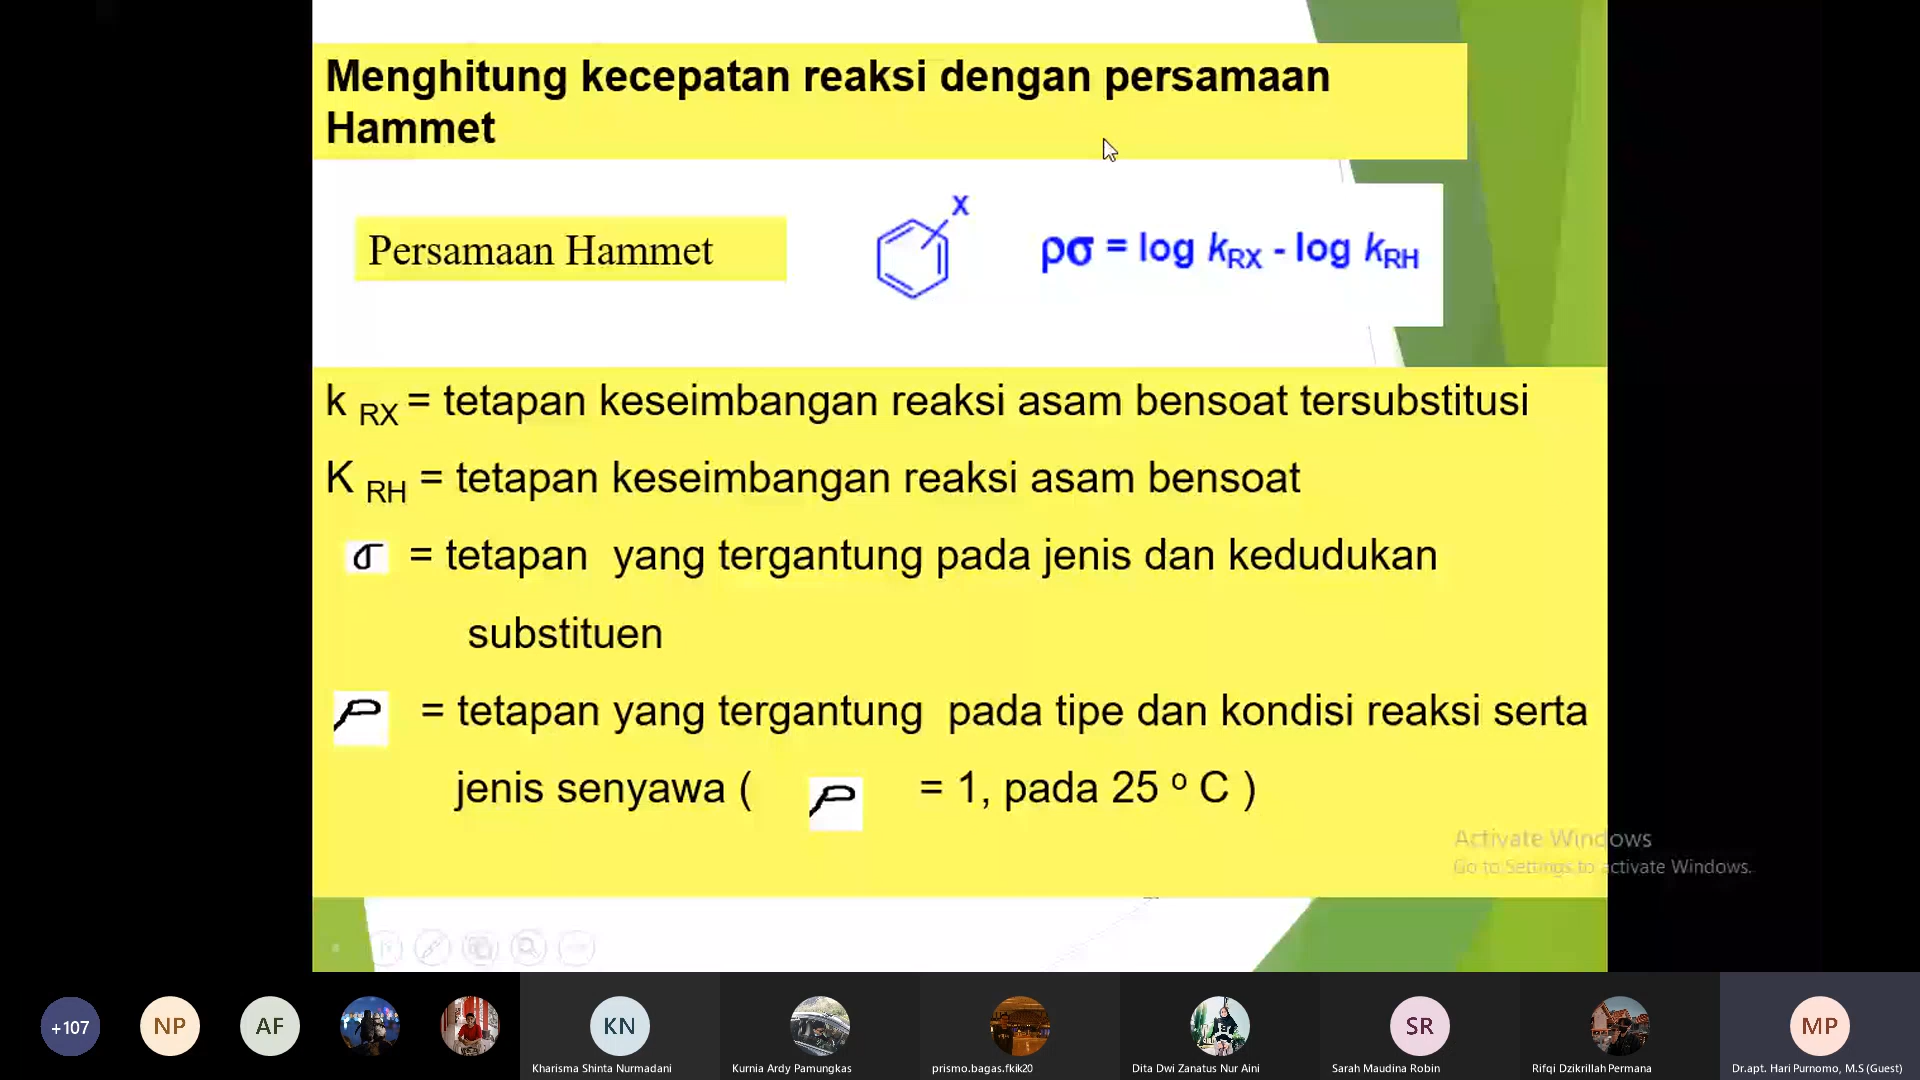 Menghitung kecepatan reaksi dengan persamaan
Hammet
Persamaan Hammet
X
ρσ = log kRX - log kRH
k RX = tetapan keseimbangan reaksi asam bensoat tersubstitusi
K RH = tetapan keseimbangan reaksi asam bensoat
σ = tetapan yang tergantung pada jenis dan kedudukan
substituen
ρ = tetapan yang tergantung pada tipe dan kondisi reaksi serta
jenis senyawa ( ρ = 1, pada 25 º C )
Activate Windows
Go to Settings to activate Windows.
+107
NP
AF
KN
SR
MP
Kharisma Shinta Nurmadani
Kurnia Ardy Pamungkas
prismo.bagas.fkik20
Dita Dwi Zanatus Nur Aini
Sarah Maudina Robin
Rifqi Dzikrillah Permana
Dr.apt. Hari Purnomo, M.S (Guest)